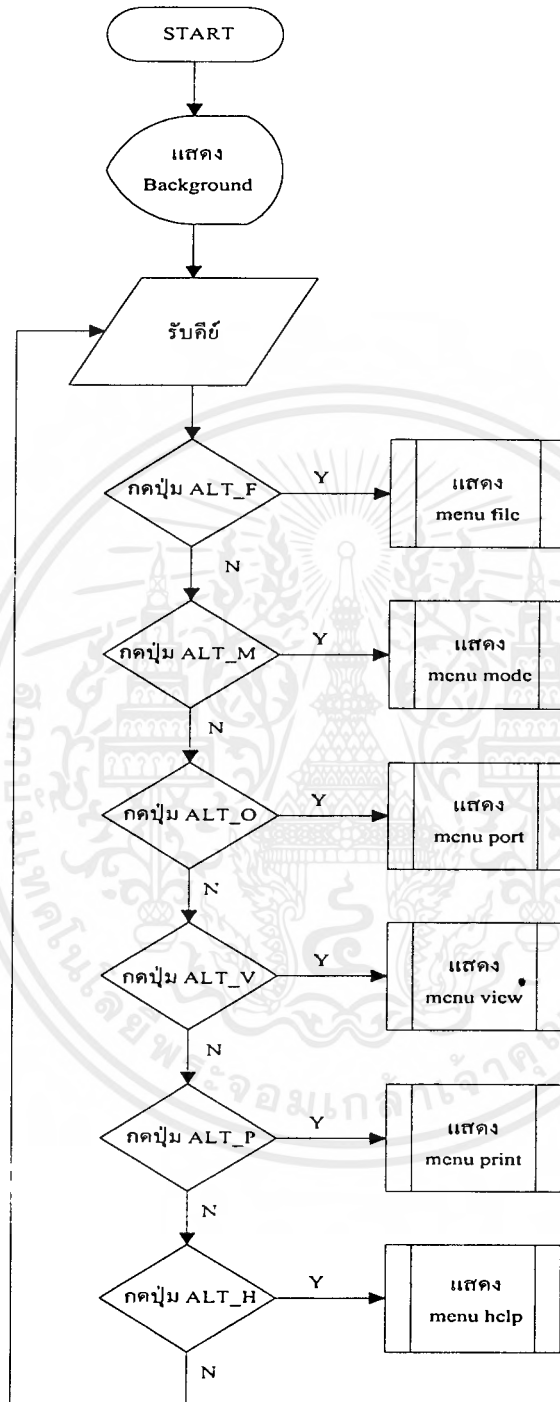 START
แสดง
Background
รับคีย์
กดปุ่ม ALT_F
Y
แสดง
menu file
N
กดปุ่ม ALT_M
Y
แสดง
menu mode
N
กดปุ่ม ALT_O
Y
แสดง
menu port
N
กดปุ่ม ALT_V
Y
แสดง
menu view
N
กดปุ่ม ALT_P
Y
แสดง
menu print
N
กดปุ่ม ALT_H
Y
แสดง
menu help
N